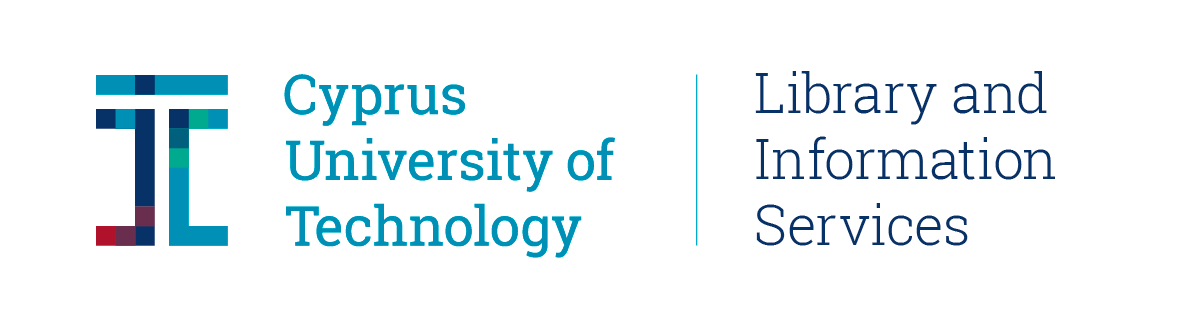 Cyprus
University of
Technology
Library and
Information
Services